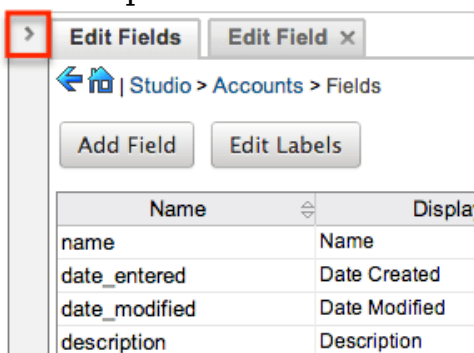 Edit Fields Edit Field ×
| Studio > Accounts > Fields
Add Field Edit Labels
Name
name Name
date_entered Date Created
date_modified Date Modified
description Description